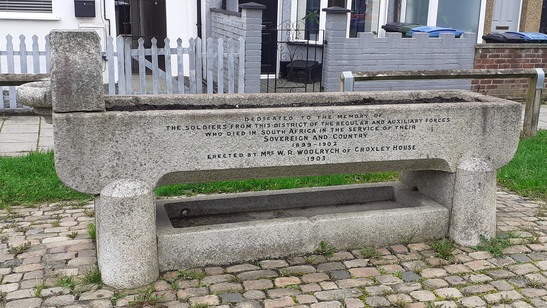 DEDICATED TO THE MEMORY OF
THE SOLDIERS FROM THIS DISTRICT OF THE REGULAR AND AUXILIARY FORCES
WHO DIED IN SOUTH AFRICA IN THE SERVICE OF THEIR
SOVEREIGN AND COUNTRY
1899-1902
ERECTED BY MRS W. R. WOOLRYCH OF CROXLEY HOUSE
1903